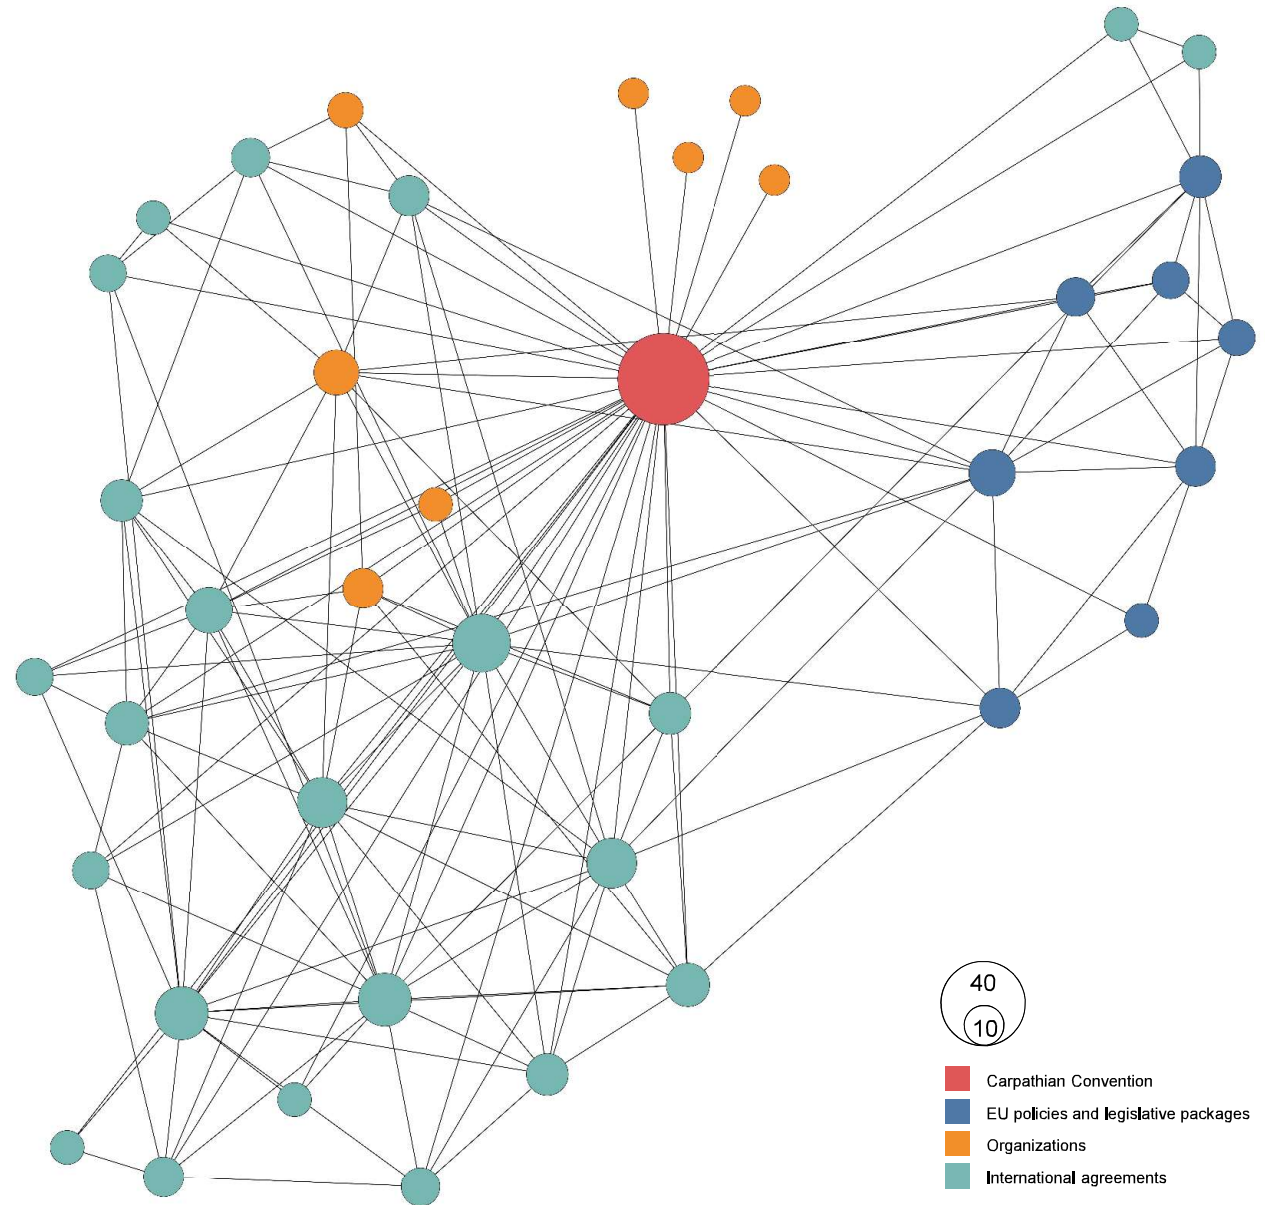 40
10
Carpathian Convention
EU policies and legislative packages
Organizations
International agreements